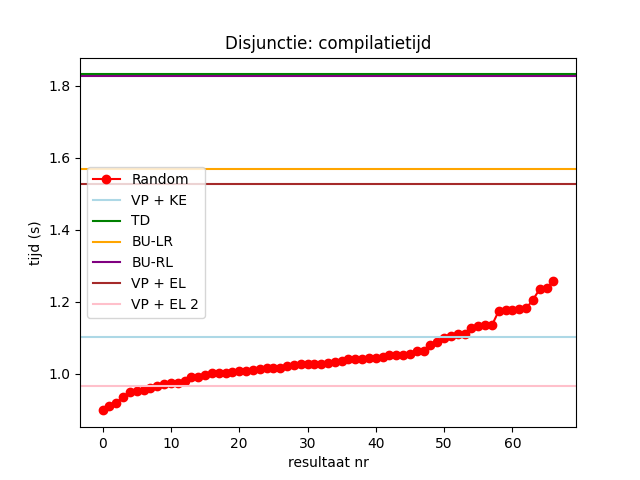 Disjunctie: compilatietijd
tijd (s)
1.8
1.6
1.4
1.2
1.0
Random
VP + KE
TD
BU-LR
BU-RL
VP + EL
VP + EL 2
0 10 20 30 40 50 60
resultaat nr